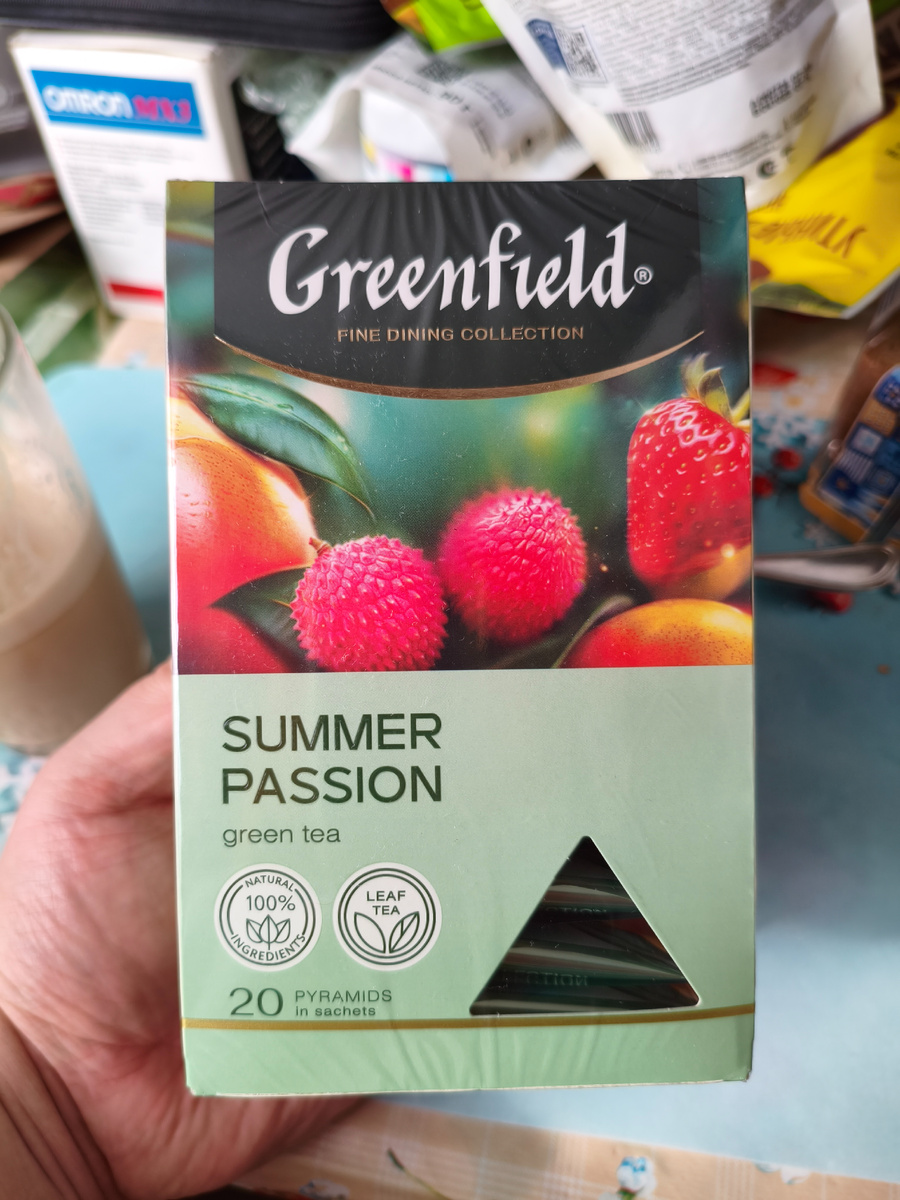 OMRON
Greenfield®
FINE DINING COLLECTION
SUMMER
PASSION
green tea
NATURAL
100%
INGREDIENTS
LEAF
TEA
20 PYRAMIDS
in sachets